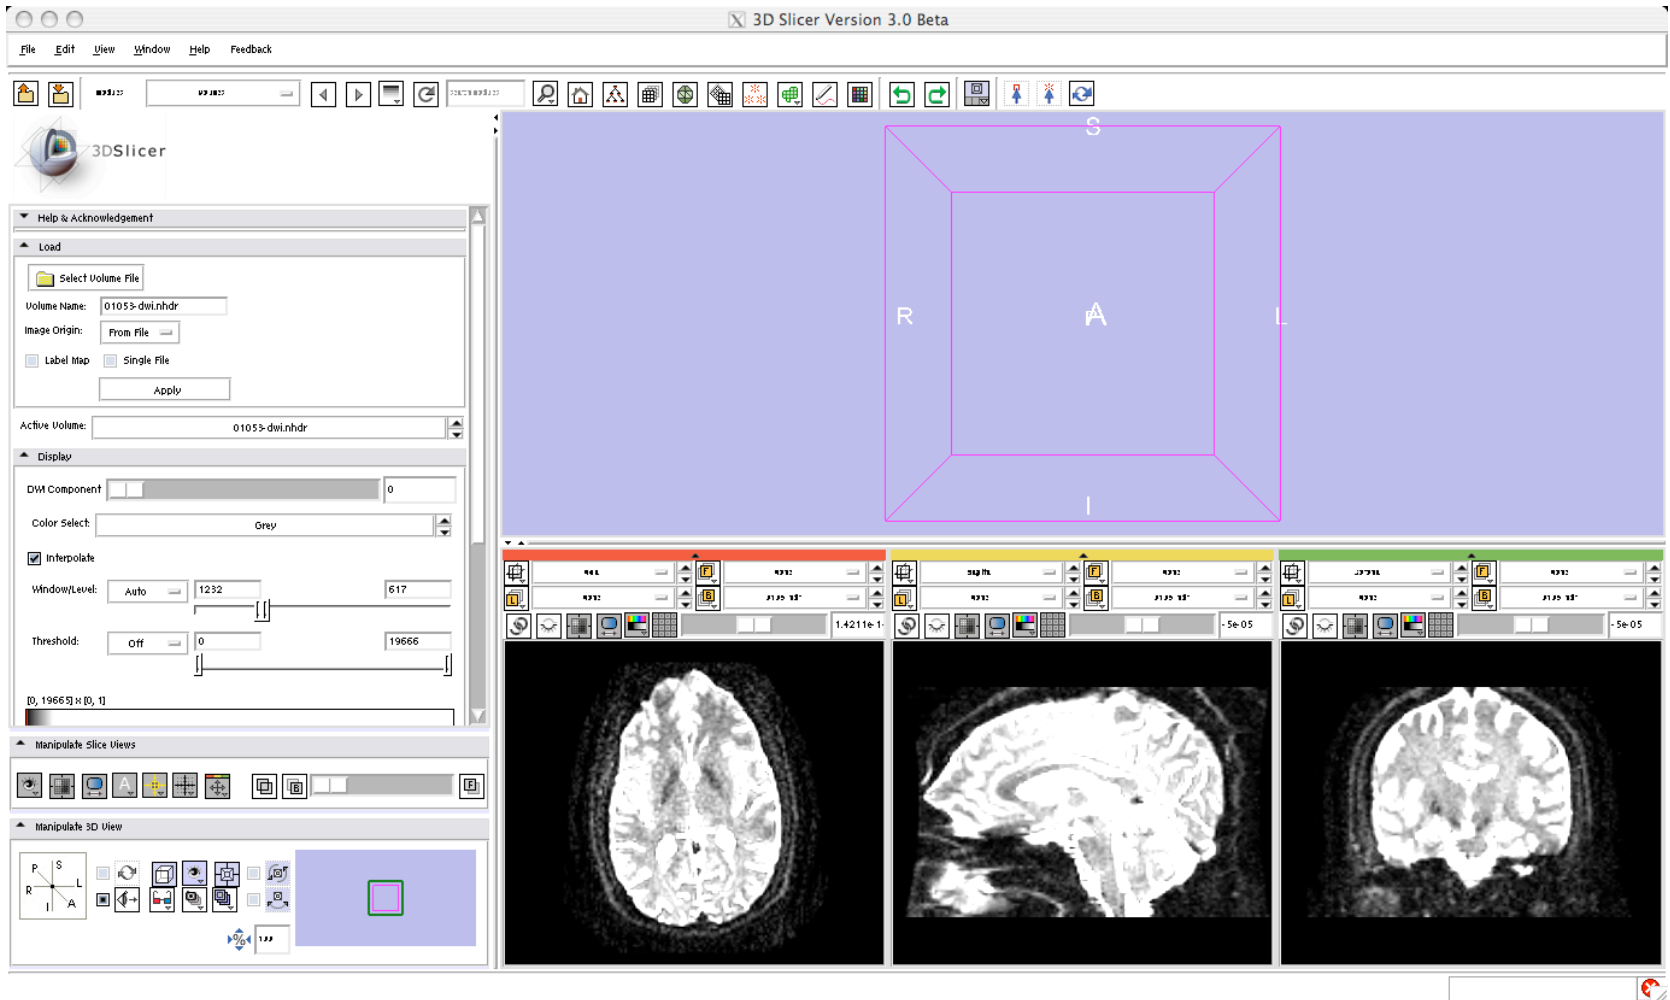 3D Slicer Version 3.0 Beta
File Edit View Window Help Feedback
3DSlicer
Help & Acknowledgement
Load
Select Volume File
Volume Name: 01053-dwi.nhdr
Image Origin: From File
Label Map Single File
Apply
Active Volume: 01053-dwi.nhdr
Display
DWI Component 0
Color Select: Grey
Interpolate
Window/Level: Auto 1232 617
Threshold: Off 0 19666
[0, 19665] x [0, 1]
Manipulate Slice Views
A B F
Manipulate 3D View
P S
R L
I A
%
S
R A L
P
I
F F F
L B L B L B
1.4211e-1 -5e-05 -5e-05